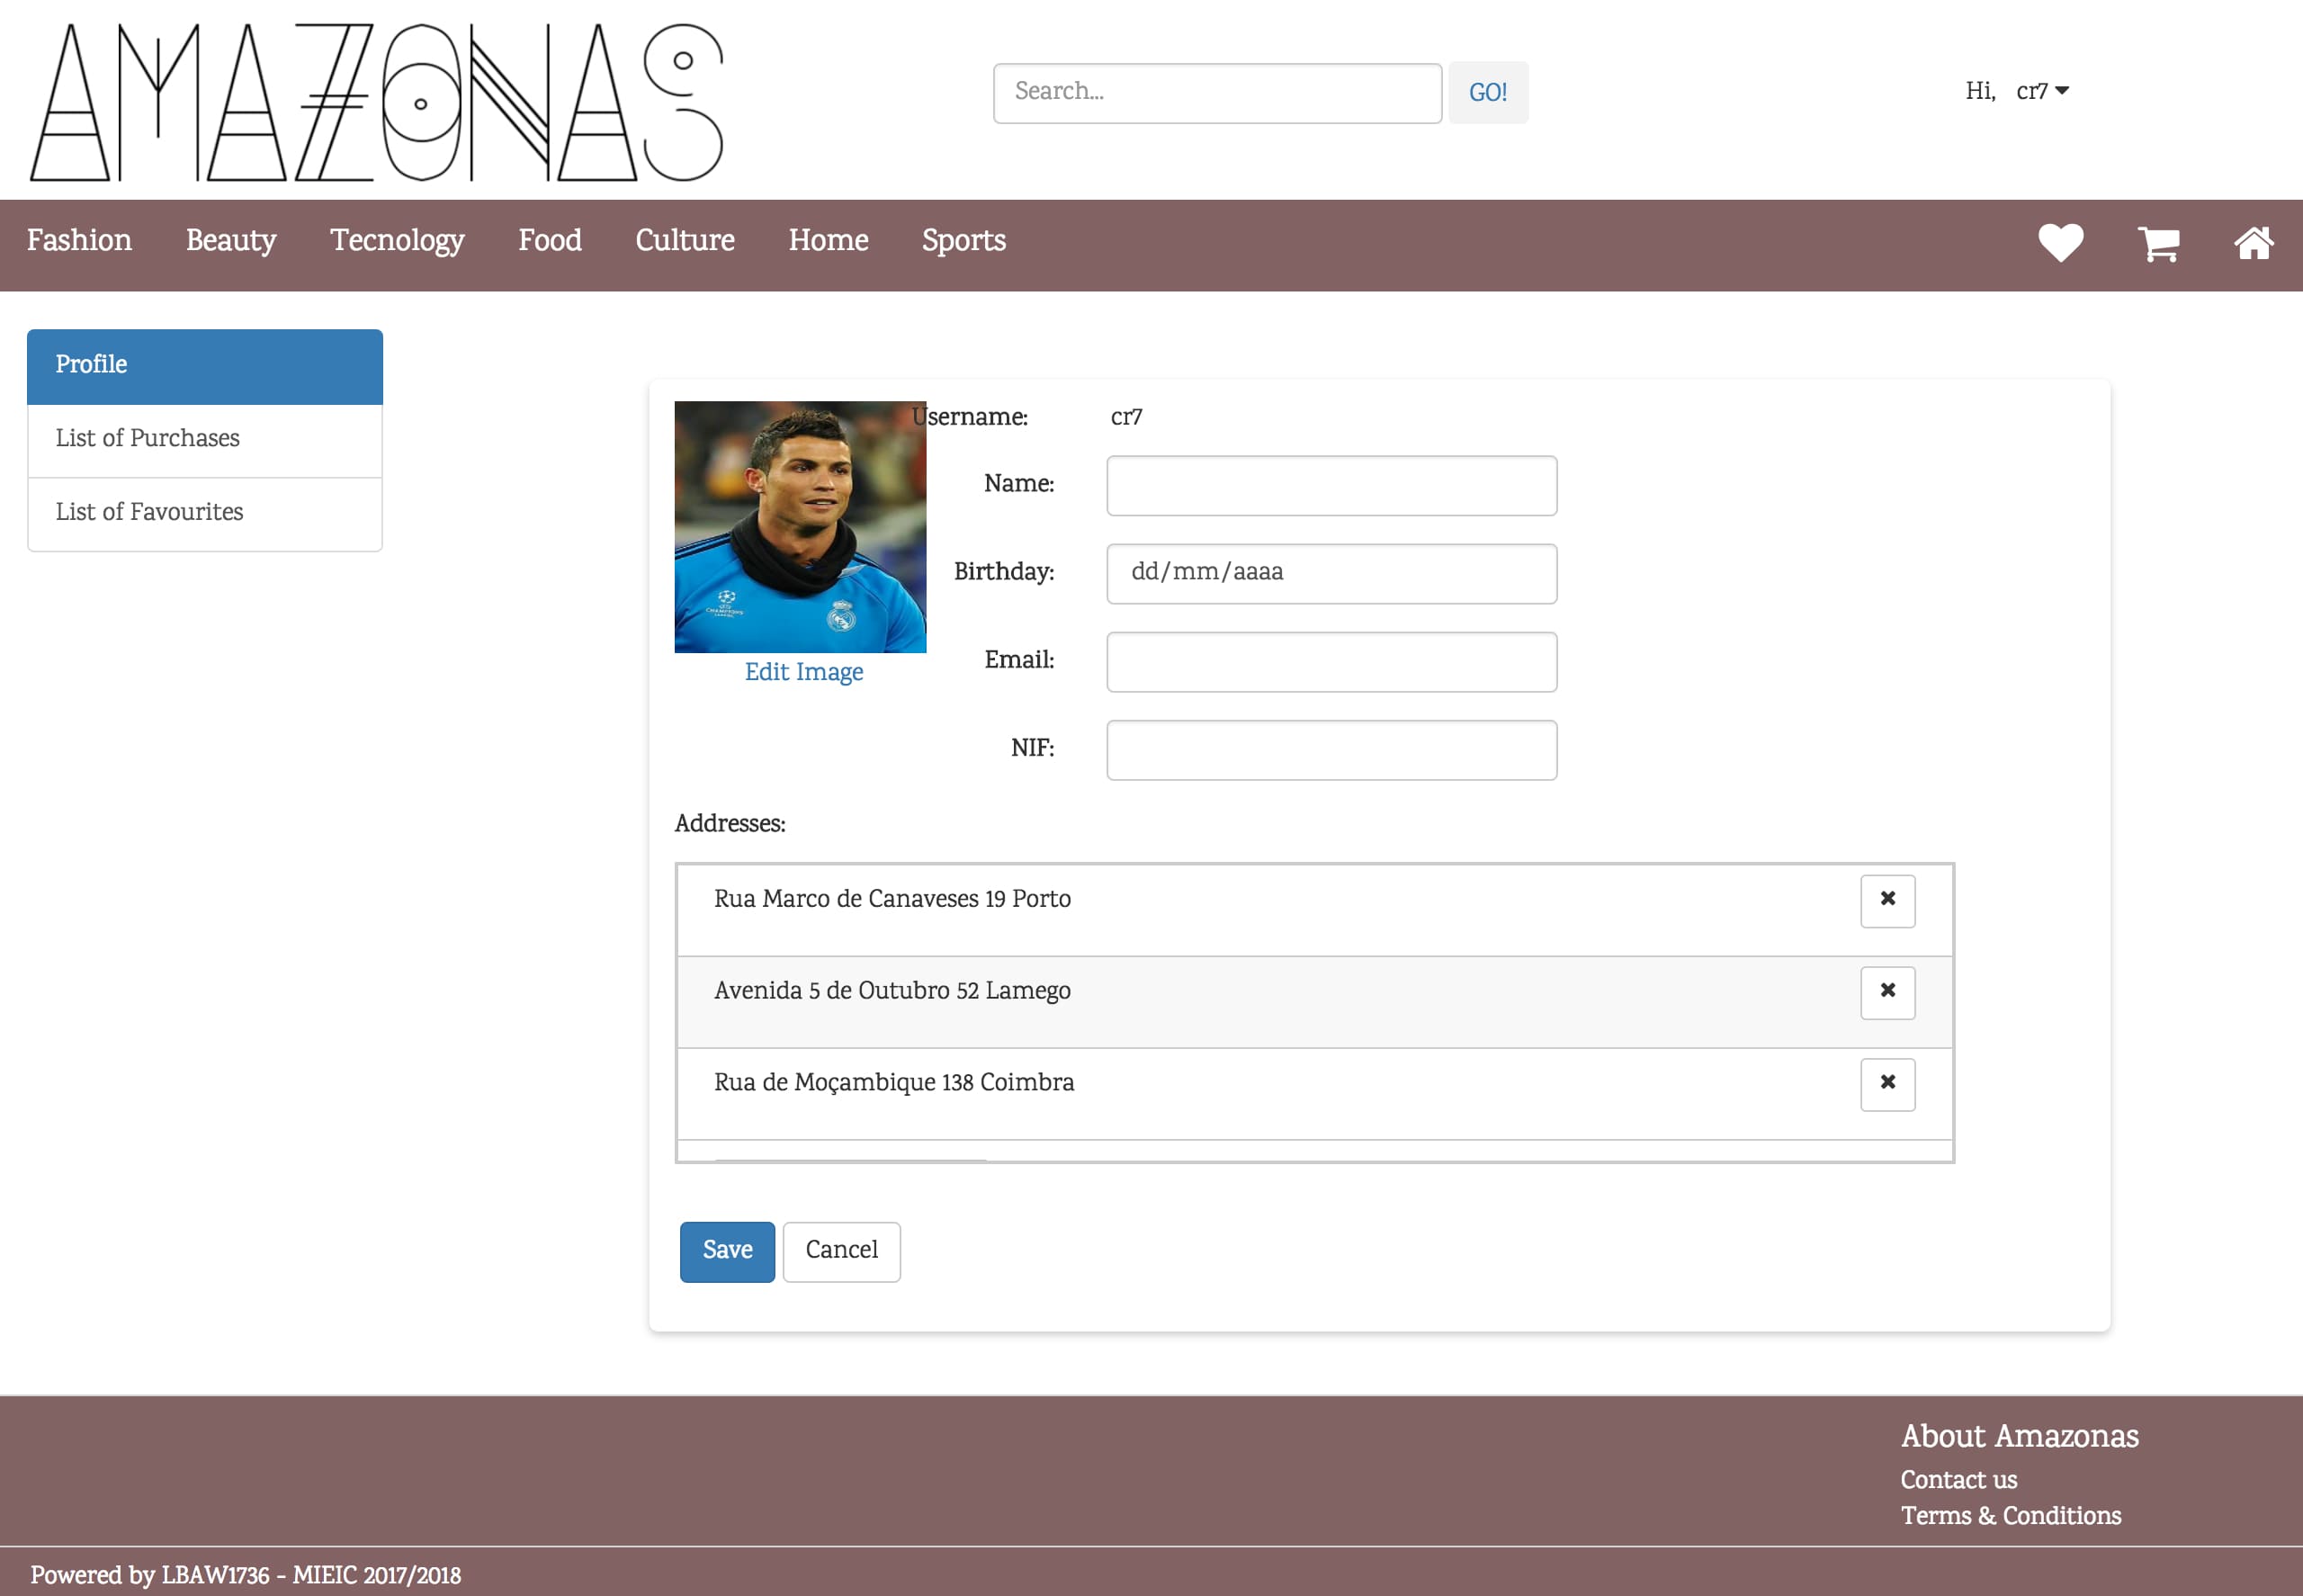 AMAZONAS
Search...
GO!
Hi, cr7
Fashion Beauty Tecnology Food Culture Home Sports
Profile
List of Purchases
List of Favourites
Username: cr7
Name:
Birthday: dd/mm/aaaa
Email:
NIF:
CHAMPIONS
Edit Image
Addresses:
Rua Marco de Canaveses 19 Porto
Avenida 5 de Outubro 52 Lamego
Rua de Moçambique 138 Coimbra
Save Cancel
About Amazonas
Contact us
Terms & Conditions
Powered by LBAW1736 - MIEIC 2017/2018